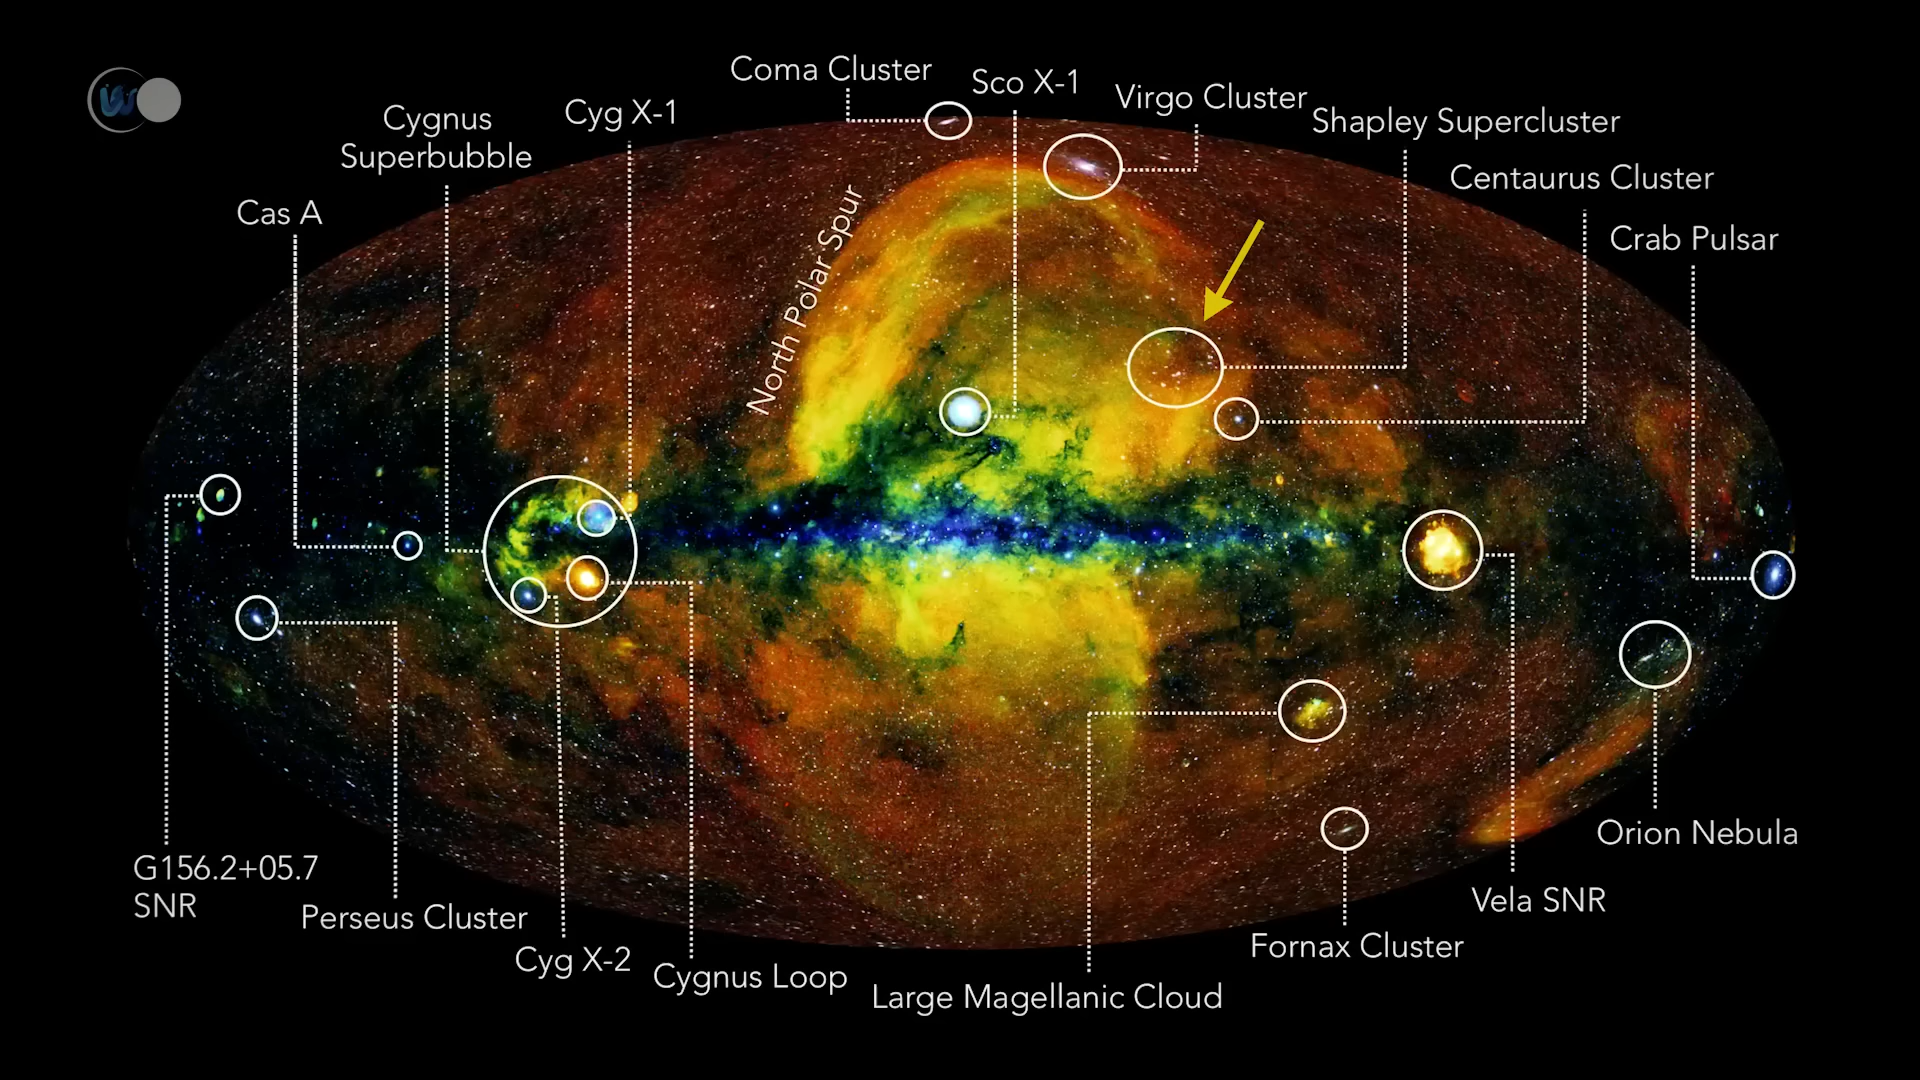 Coma Cluster
Sco X-1
Virgo Cluster
Cyg X-1
Cygnus
Superbubble
Shapley Supercluster
Centaurus Cluster
Cas A
Crab Pulsar
North Polar Spur
G156.2+05.7
SNR
Perseus Cluster
Cyg X-2
Cygnus Loop
Large Magellanic Cloud
Fornax Cluster
Vela SNR
Orion Nebula